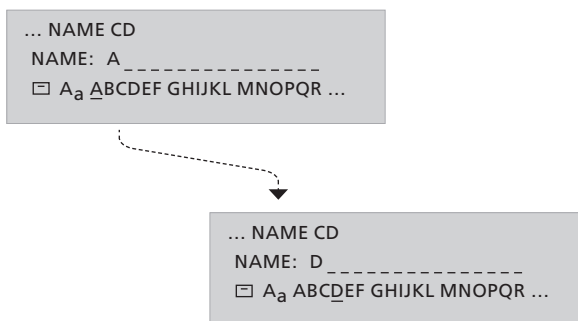 ... NAME CD
NAME: A _ _ _ _ _ _ _ _ _ _ _ _ _ _ _
Aa ABCDEF GHIJKL MNOPQR ...
... NAME CD
NAME: D _ _ _ _ _ _ _ _ _ _ _ _ _ _ _
Aa ABCDEF GHIJKL MNOPQR ...